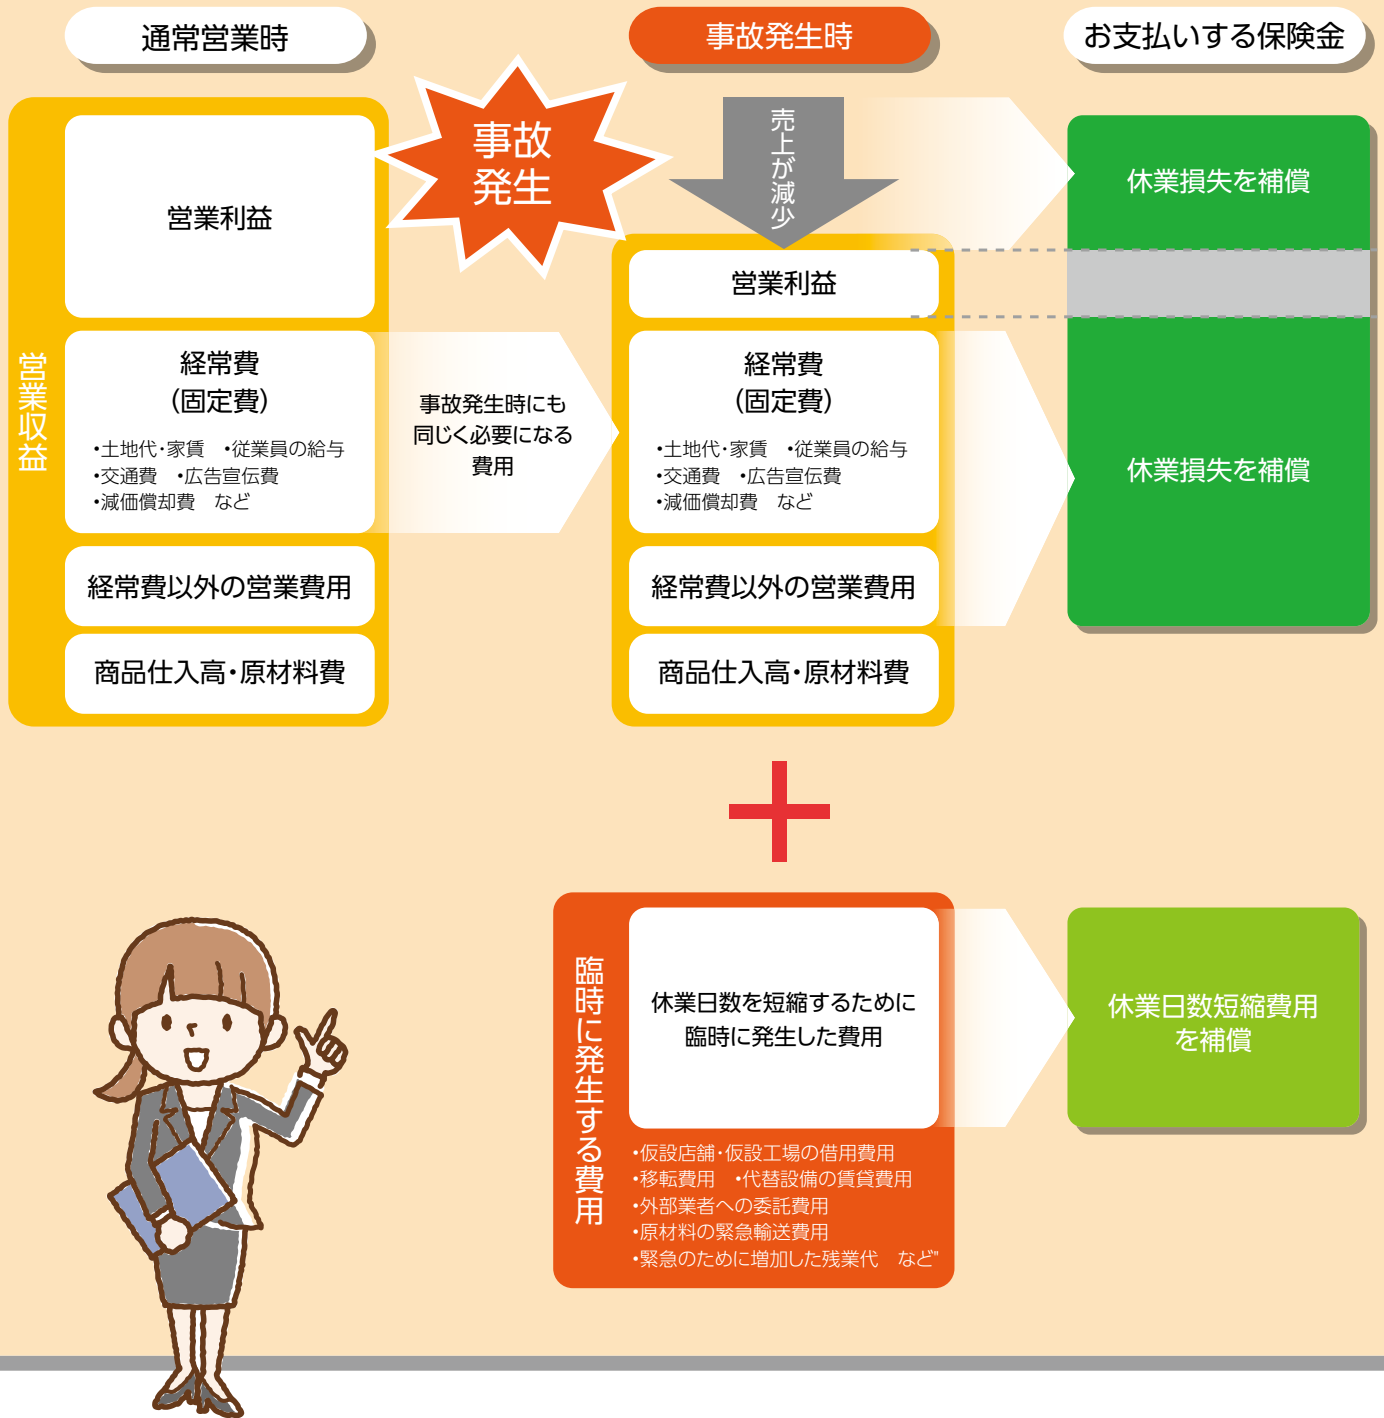 通常営業時
事故発生時
お支払いする保険金
営業収益
営業利益
経常費
(固定費)
•土地代・家賃　•従業員の給与
•交通費　•広告宣伝費
•減価償却費　など
経常費以外の営業費用
商品仕入高・原材料費
事故
発生
事故発生時にも
同じく必要になる
費用
売上が減少
営業利益
経常費
(固定費)
•土地代・家賃　•従業員の給与
•交通費　•広告宣伝費
•減価償却費　など
経常費以外の営業費用
商品仕入高・原材料費
休業損失を補償
休業損失を補償
臨時に発生する費用
休業日数を短縮するために
臨時に発生した費用
•仮設店舗・仮設工場の借用費用
•移転費用　•代替設備の賃貸費用
•外部業者への委託費用
•原材料の緊急輸送費用
•緊急のために増加した残業代　など"
休業日数短縮費用
を補償